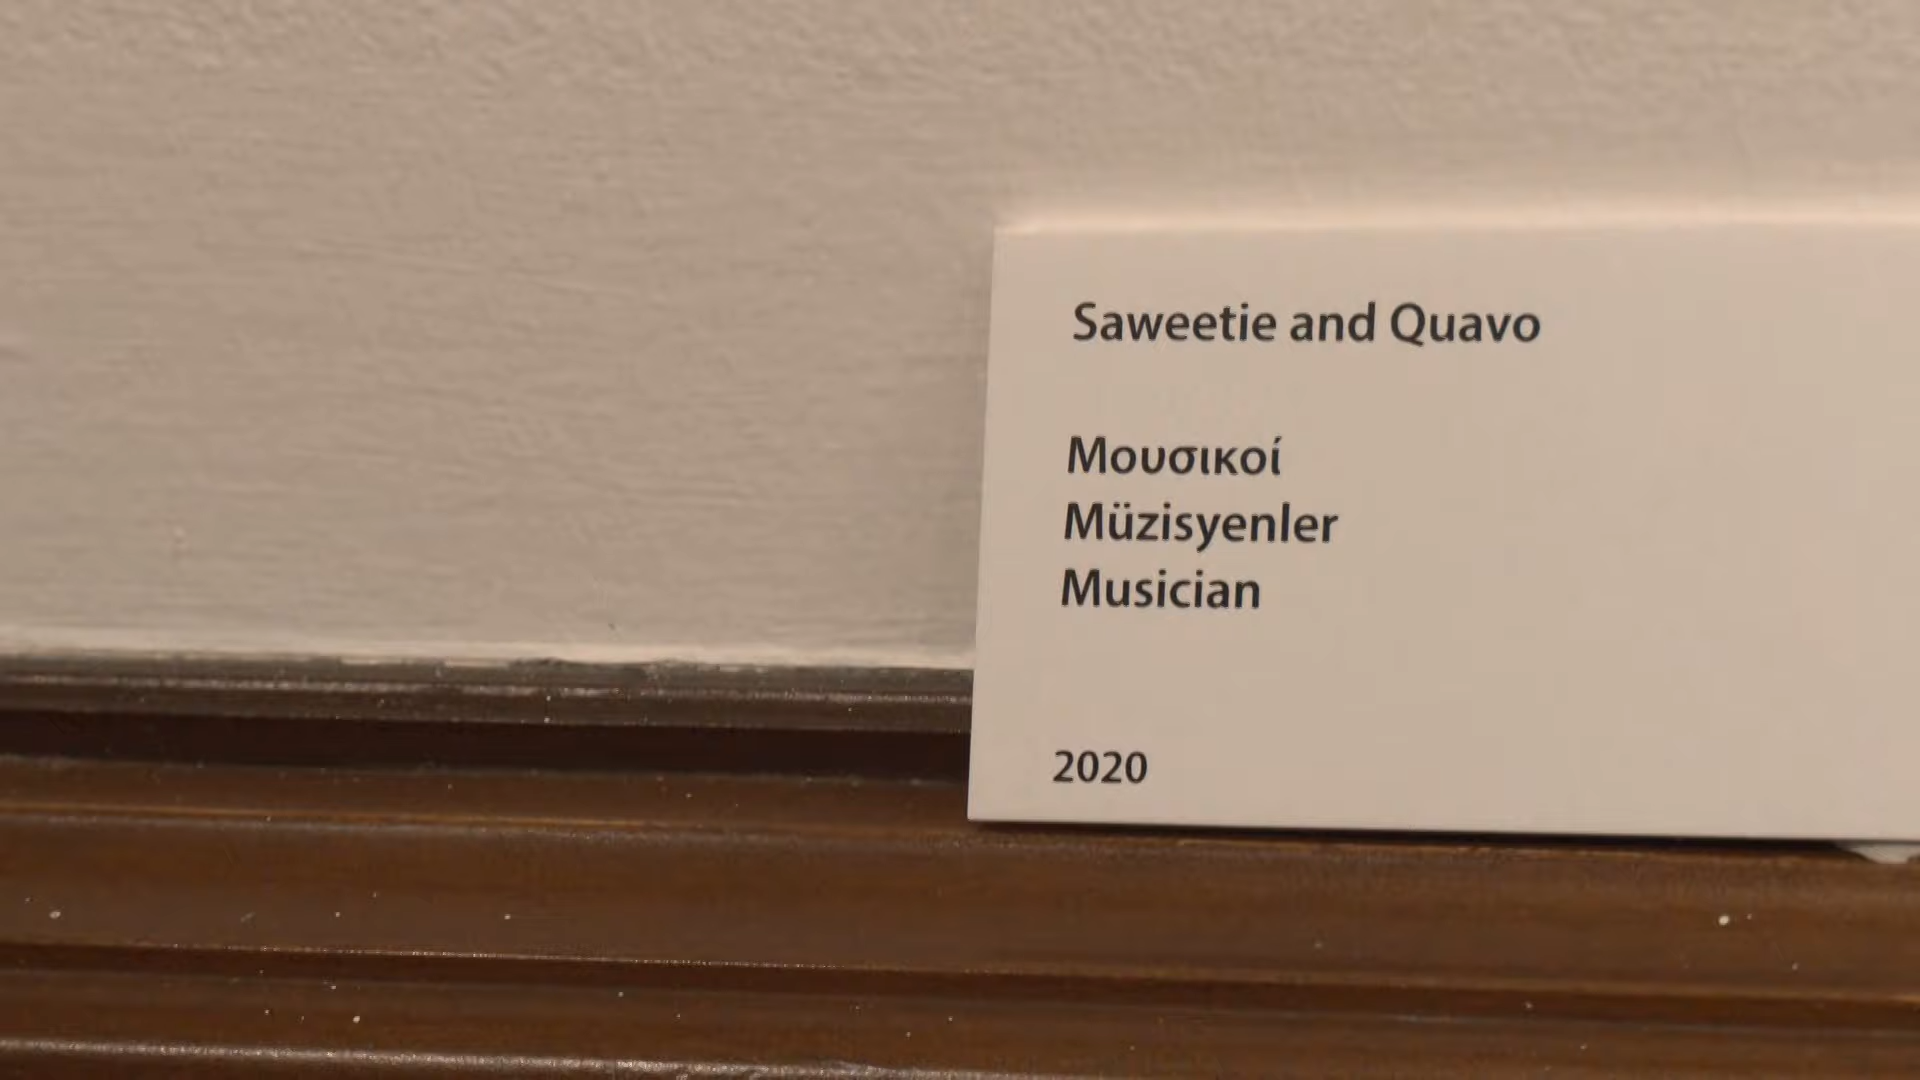 Saweetie and Quavo
Μουσικοί
Müzisyenler
Musician
2020